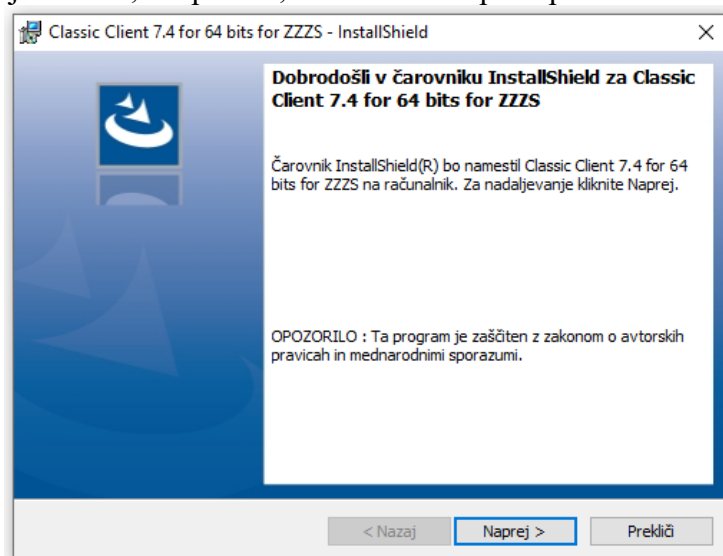 Classic Client 7.4 for 64 bits for ZZZS - InstallShield
Dobrodošli v čarovniku InstallShield za Classic
Client 7.4 for 64 bits for ZZZS
Čarovnik InstallShield(R) bo namestil Classic Client 7.4 for 64
bits for ZZZS na računalnik. Za nadaljevanje kliknite Naprej.
OPOZORILO : Ta program je zaščiten z zakonom o avtorskih
pravicah in mednarodnimi sporazumi.
< Nazaj
Naprej >
Prekliči